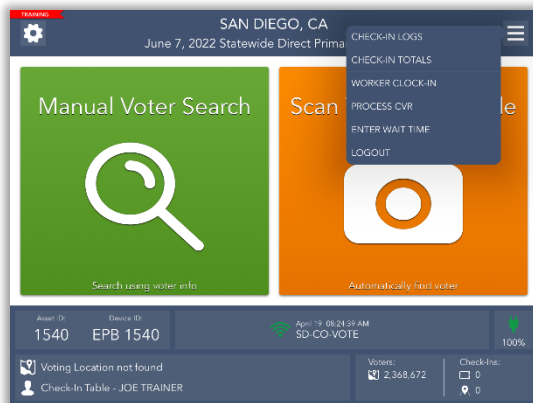 TRAINING
SAN DIEGO, CA
June 7, 2022 Statewide Direct Prima
CHECK-IN LOGS
CHECK-IN TOTALS
WORKER CLOCK-IN
PROCESS CVR
ENTER WAIT TIME
LOGOUT
Manual Voter Search
Search using voter info
Scan
le
Automatically find voter
Asset ID:
1540
Device ID:
EPB 1540
April 19 08:24:39 AM
SD-CO-VOTE
100%
Voting Location not found
Check-In Table - JOE TRAINER
Voters:
2,368,672
Check-Ins:
0
0